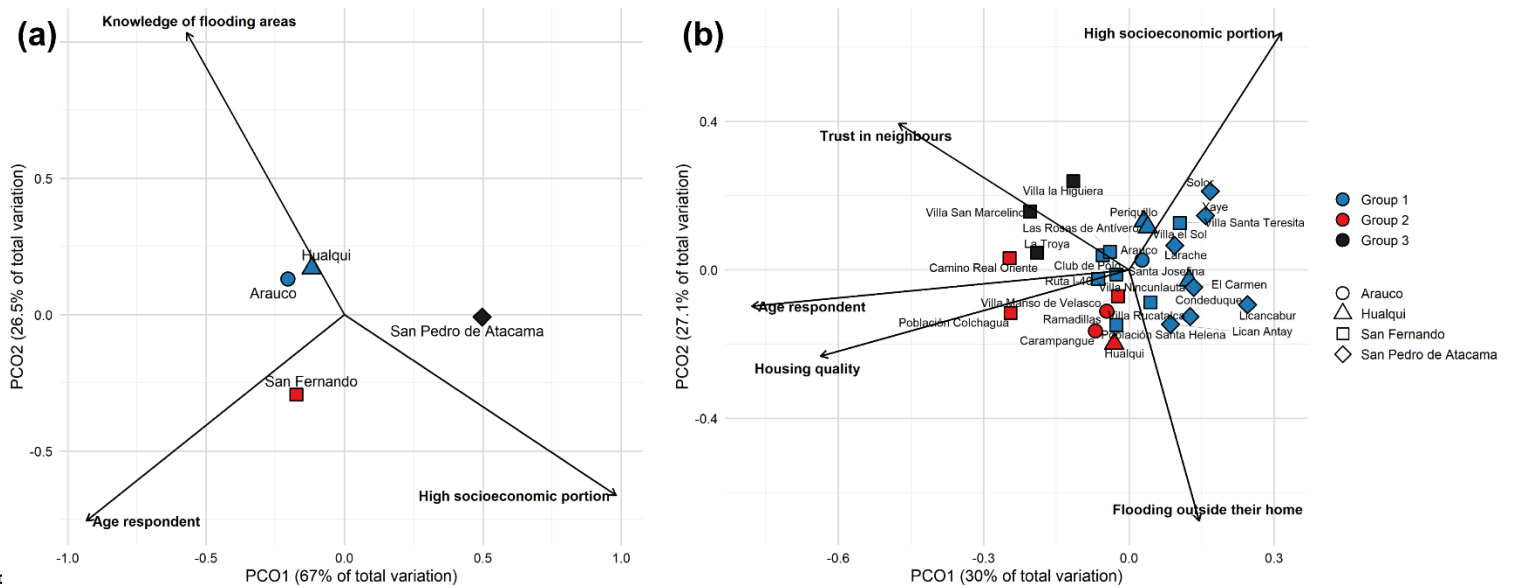 (a)
Knowledge of flooding areas
Hualqui
Arauco
San Pedro de Atacama
San Fernando
High socioeconomic portion
Age respondent
0.5
0.0
-0.5
-1.0
-0.5
0.0
0.5
1.0
PCO2 (26.5% of total variation)
PCO1 (67% of total variation)
(b)
High socioeconomic portion
Trust in neighbours
Solor
Villa la Higuiera
Xaye
Villa San Marcelino
Periquillo
Villa Santa Teresita
Las Rosas de Antívero
Villa el Sol
La Troya
Arauco
Larache
Camino Real Oriente
Club de Polo
Santa Josefina
Ruta I-40
Villa Nincunlauta
El Carmen
Condeduque
Age respondent
Villa Manso de Velasco
Licancabur
Población Colchagua
Ramadillas
Villa Rucatalca
Lican Antay
Carampangue
Población Santa Helena
Hualqui
Housing quality
Flooding outside their home
0.4
0.0
-0.4
-0.6
-0.3
0.0
0.3
PCO2 (27.1% of total variation)
PCO1 (30% of total variation)
Group 1
Group 2
Group 3
Arauco
Hualqui
San Fernando
San Pedro de Atacama